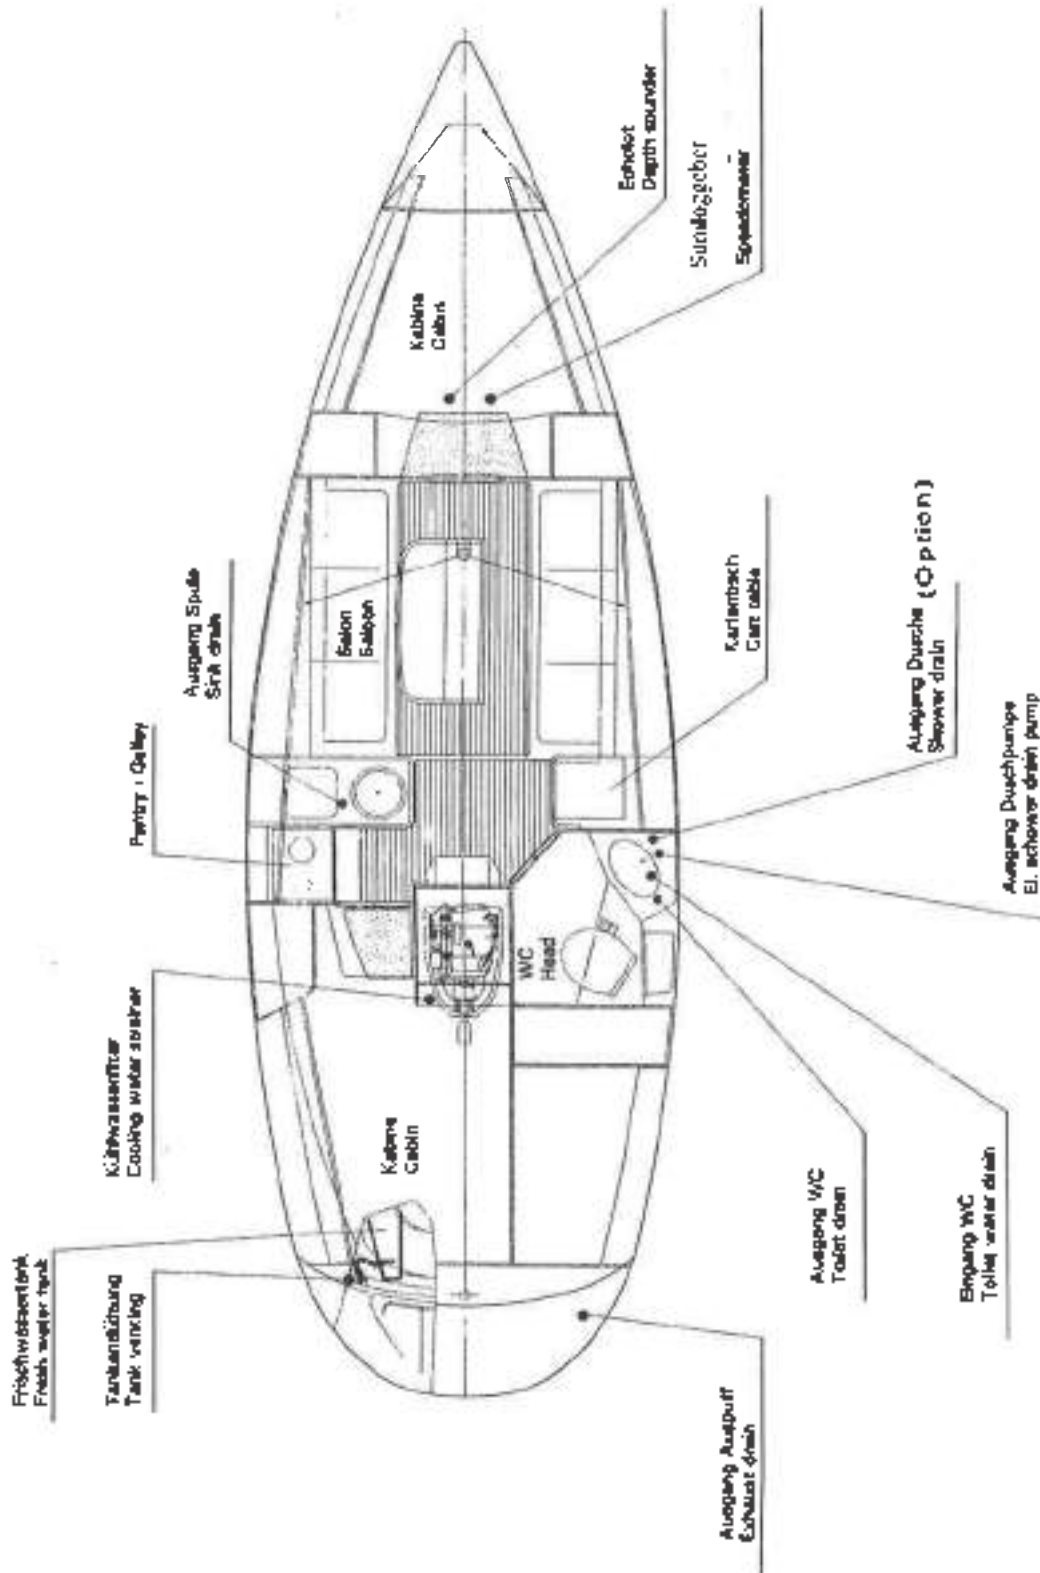 Echolot
Depth sounder
Sumloggeber
Speedometer
Kabine
Cabin
Ausgang Spüle
Sink drain
Salon
Saloon
Kartentisch
Cart table
Ausgang Dusche (Option)
Shower drain
Ausgang Duschpumpe
El. schower drain pump
Pantry / Galley
WC
Head
Kühlwasserfilter
Cooling water strainer
Kabine
Cabin
Ausgang WC
Toilet drain
Eingang WC
Toilet water drain
Frischwassertank
Fresh water tank
Tankentlüftung
Tank venting
Ausgang Auspuff
Exhaust drain